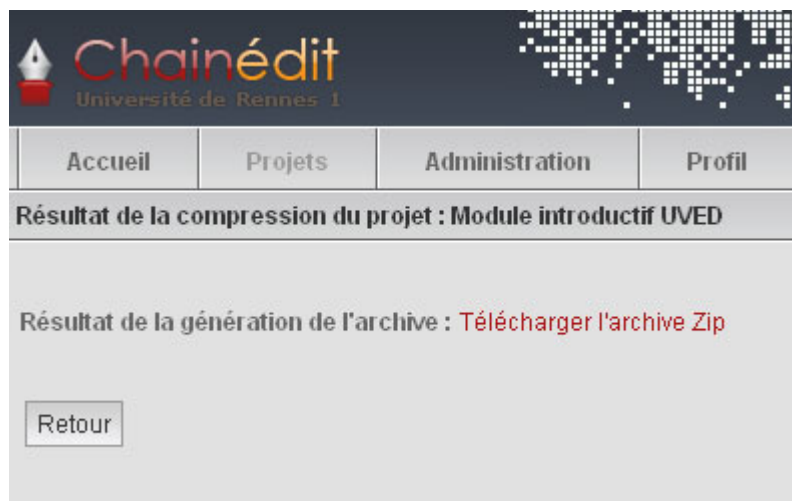 Chainédit
Université de Rennes 1
Accueil Projets Administration Profil
Résultat de la compression du projet : Module introductif UVED
Résultat de la génération de l'archive : Télécharger l'archive Zip
Retour